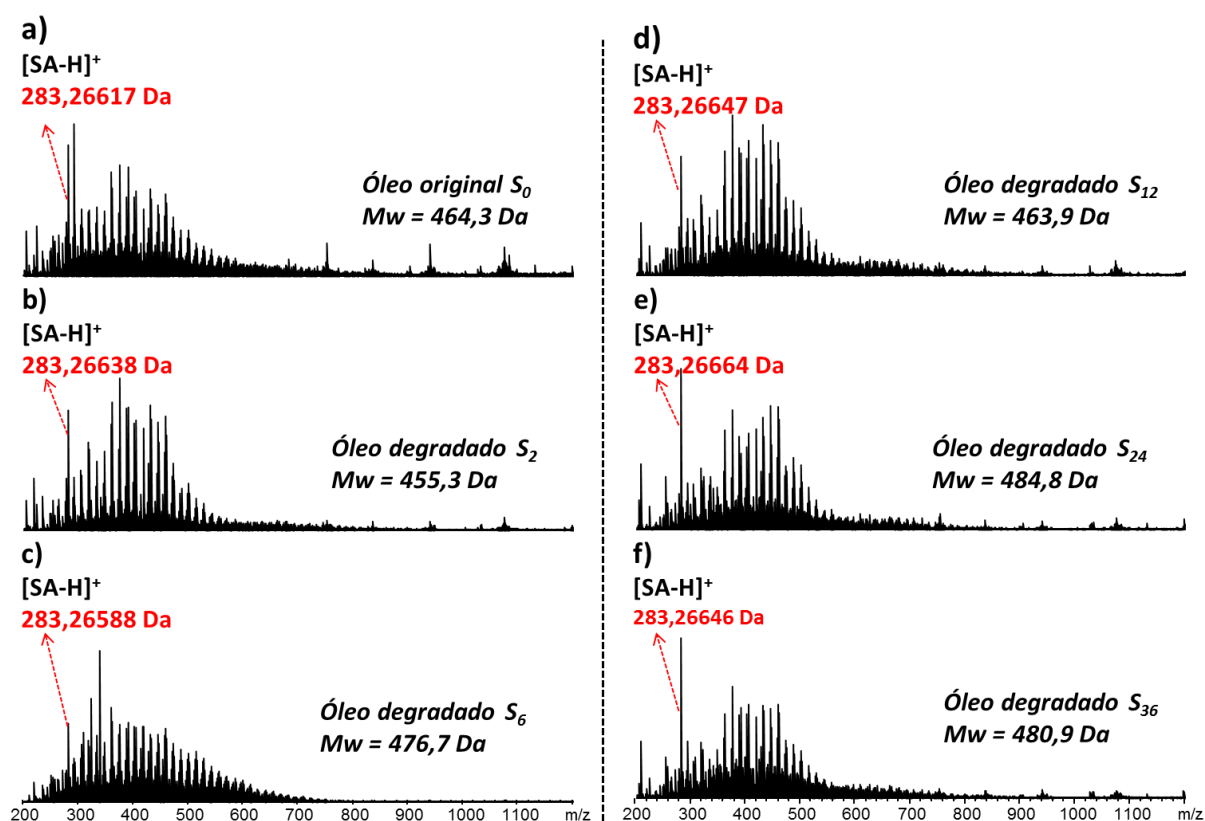 a)
[SA-H]+
283,26617 Da
Óleo original S0
Mw = 464,3 Da
b)
[SA-H]+
283,26638 Da
Óleo degradado S2
Mw = 455,3 Da
c)
[SA-H]+
283,26588 Da
Óleo degradado S6
Mw = 476,7 Da
200 300 400 500 600 700 800 900 1000 1100 m/z
d)
[SA-H]+
283,26647 Da
Óleo degradado S12
Mw = 463,9 Da
e)
[SA-H]+
283,26664 Da
Óleo degradado S24
Mw = 484,8 Da
f)
[SA-H]+
283,26646 Da
Óleo degradado S36
Mw = 480,9 Da
200 300 400 500 600 700 800 900 1000 1100 m/z